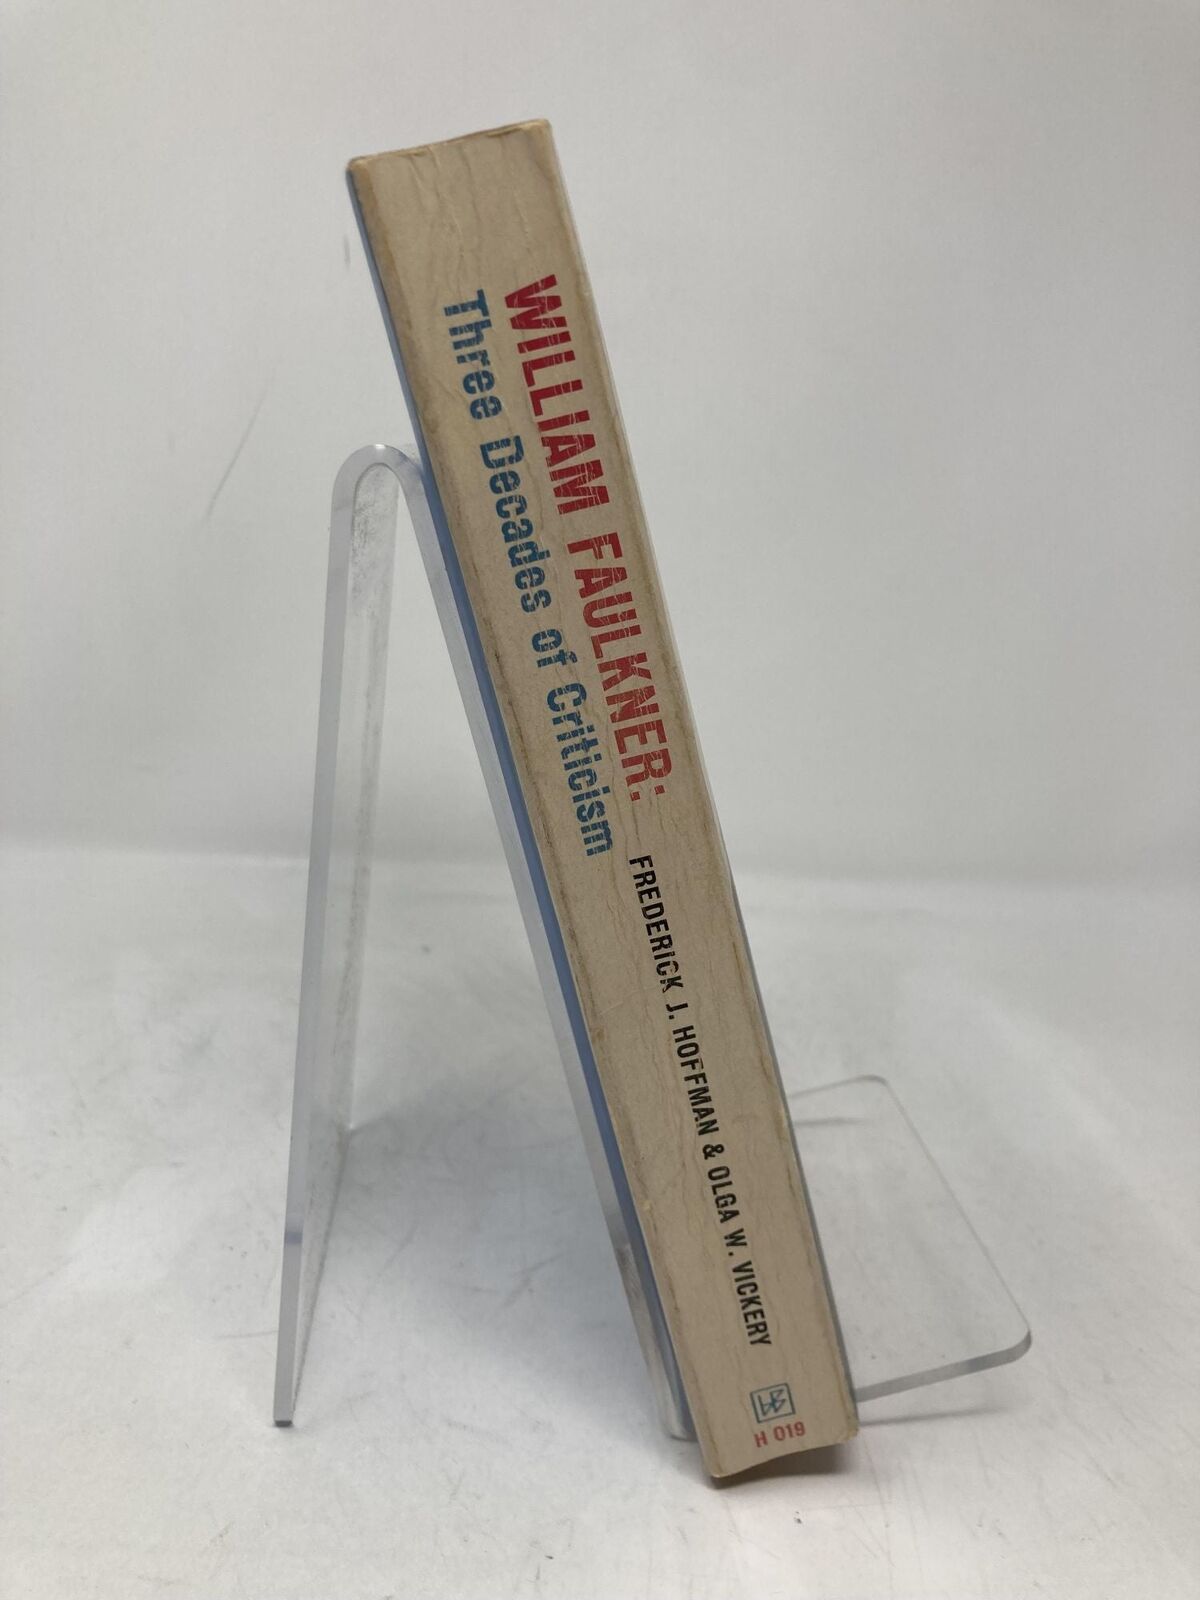 WILLIAM FAULKNER:
Three Decades of Criticism
FREDERICK J. HOFFMAN & OLGA W. VICKERY
H 019